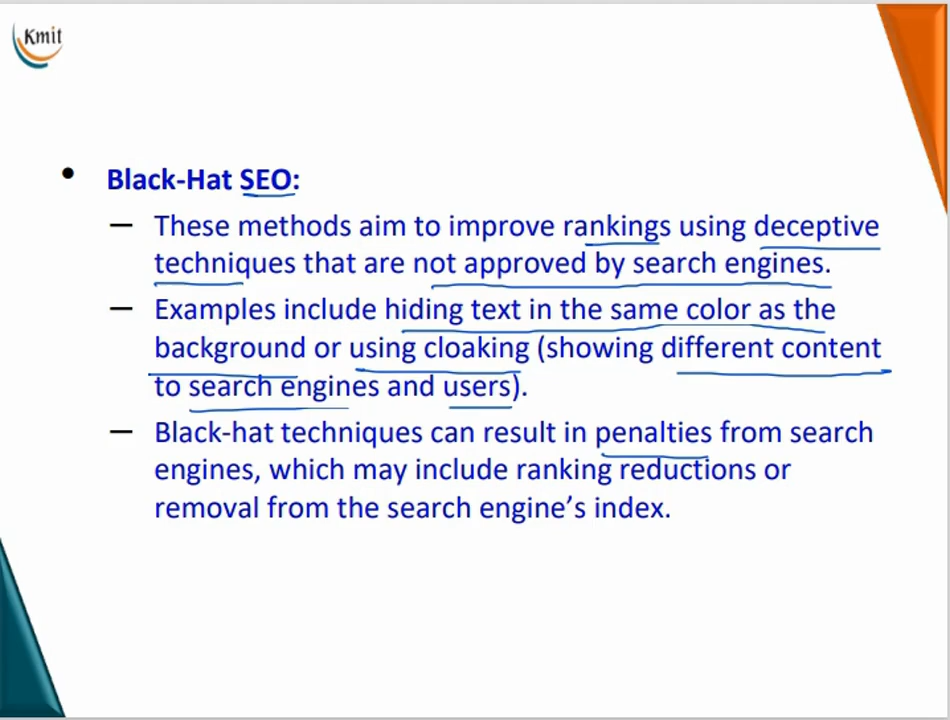 Kmit
• Black-Hat SEO:
– These methods aim to improve rankings using deceptive
techniques that are not approved by search engines.
– Examples include hiding text in the same color as the
background or using cloaking (showing different content
to search engines and users).
– Black-hat techniques can result in penalties from search
engines, which may include ranking reductions or
removal from the search engine’s index.